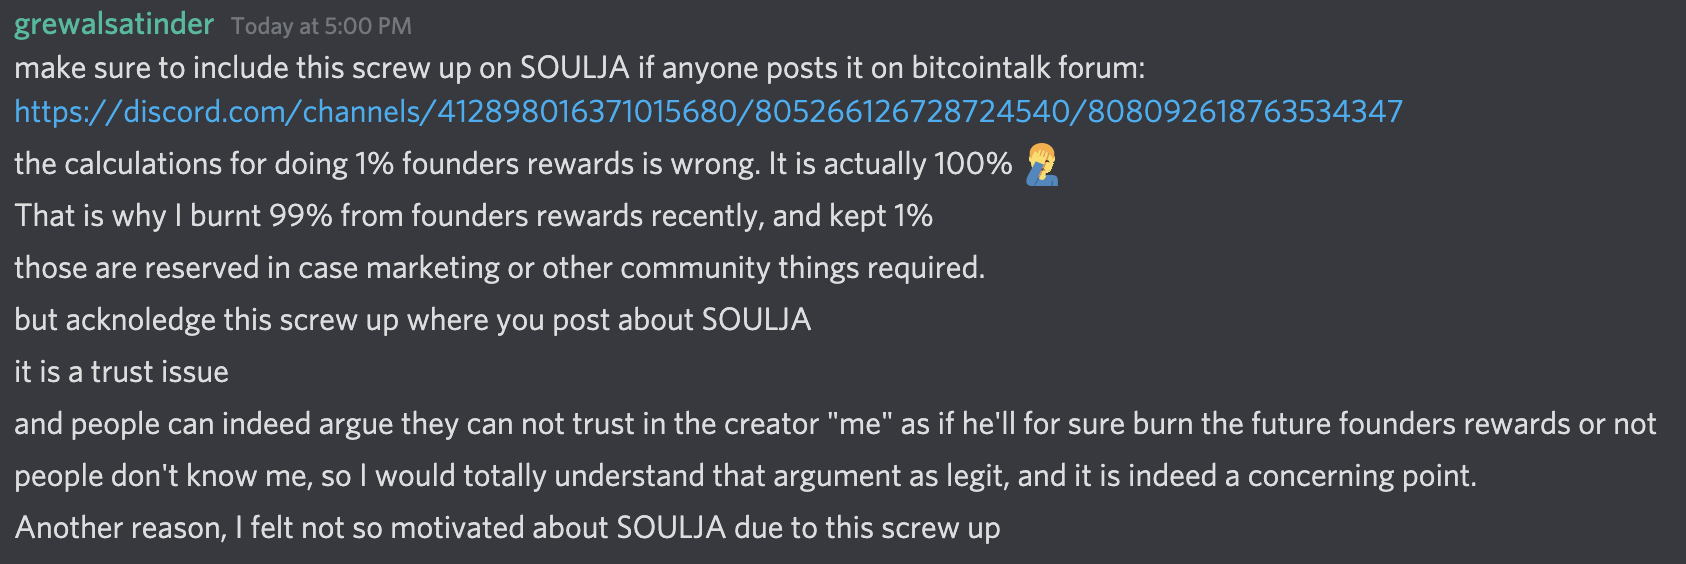 grewalsatinder Today at 5:00 PM
make sure to include this screw up on SOULJA if anyone posts it on bitcointalk forum:
https://discord.com/channels/412898016371015680/805266126728724540/808092618763534347
the calculations for doing 1% founders rewards is wrong. It is actually 100% 🤦‍♂️
That is why I burnt 99% from founders rewards recently, and kept 1%
those are reserved in case marketing or other community things required.
but acknoledge this screw up where you post about SOULJA
it is a trust issue
and people can indeed argue they can not trust in the creator "me" as if he'll for sure burn the future founders rewards or not
people don't know me, so I would totally understand that argument as legit, and it is indeed a concerning point.
Another reason, I felt not so motivated about SOULJA due to this screw up